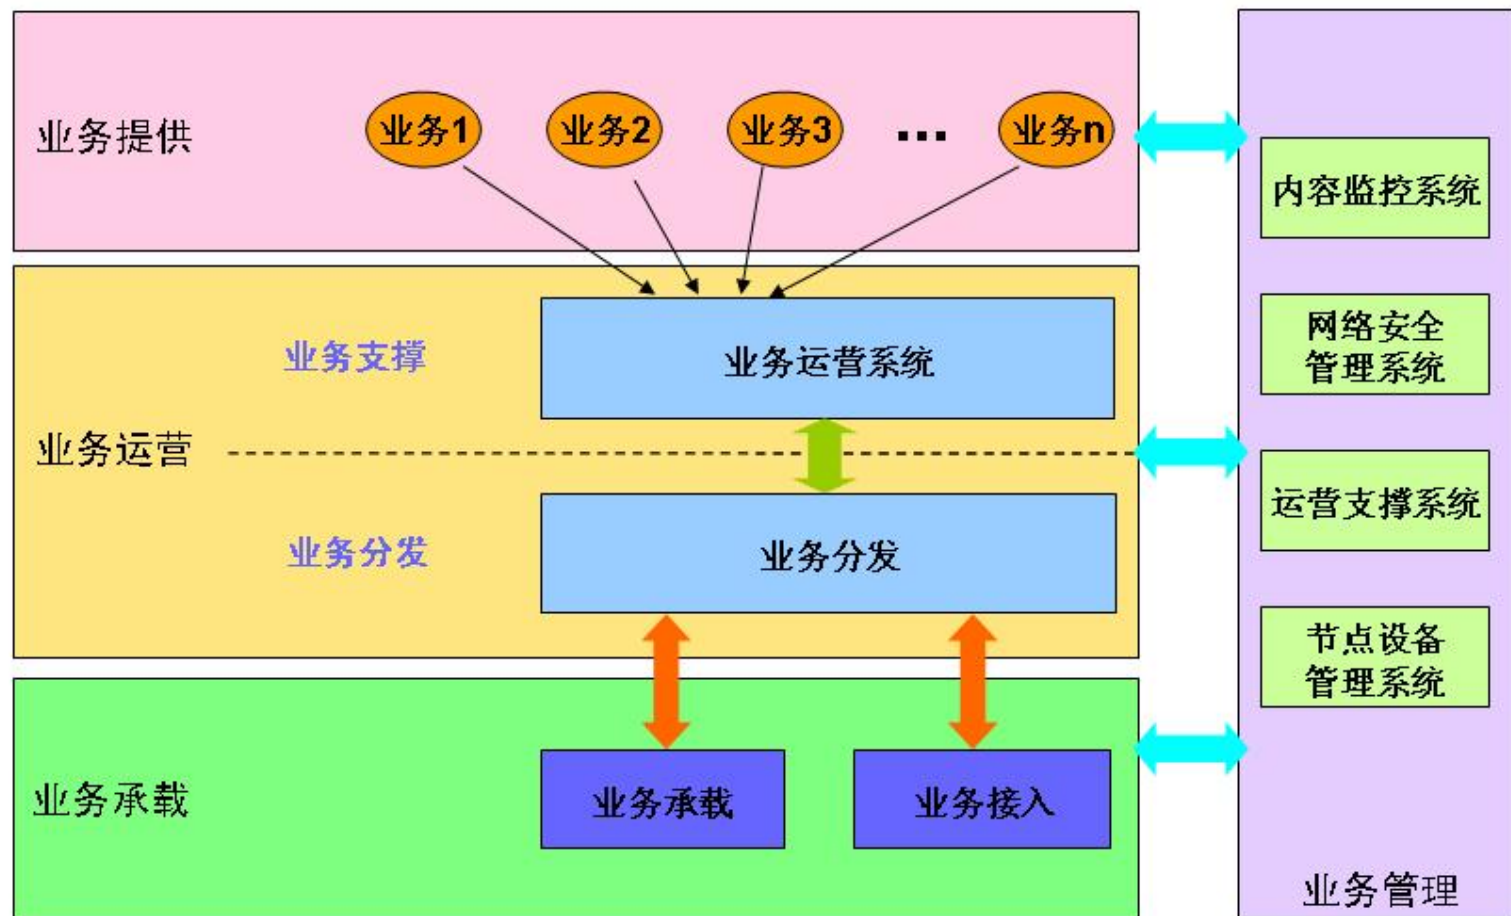 业务提供
业务1
业务2
业务3
...
业务n
业务支撑
业务运营系统
业务运营
业务分发
业务分发
业务承载
业务承载
业务接入
内容监控系统
网络安全
管理系统
运营支撑系统
节点设备
管理系统
业务管理